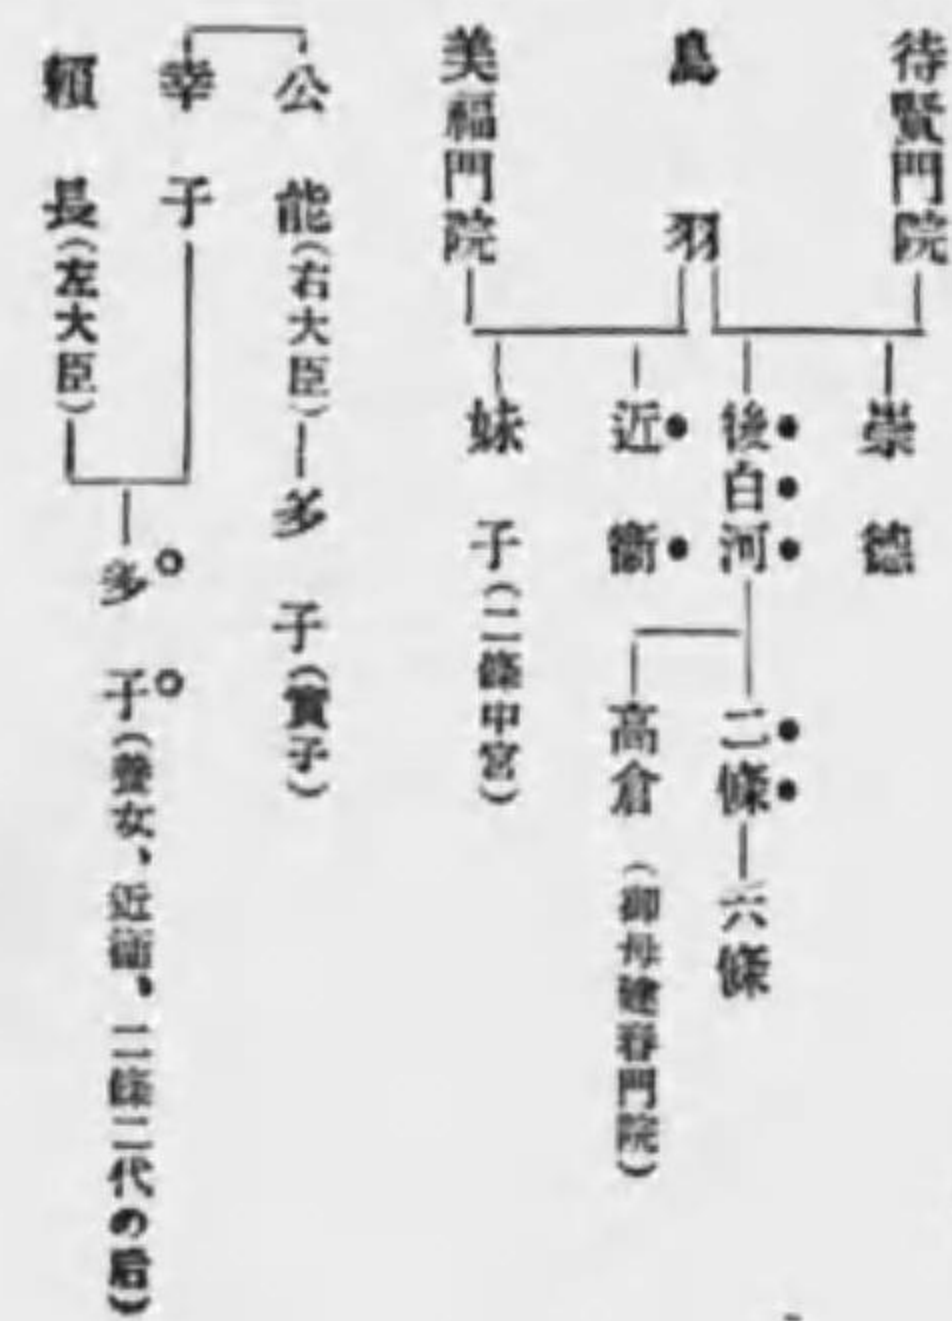 待賢門院
鳥羽
美福門院
崇德
後白河
近衞
妹子(二條中宮)
二條
六條
高倉(御母建春門院)
公能(右大臣)
多子(實子)
幸子
賴長(左大臣)
多子(養女、近衞、二條二代の后)